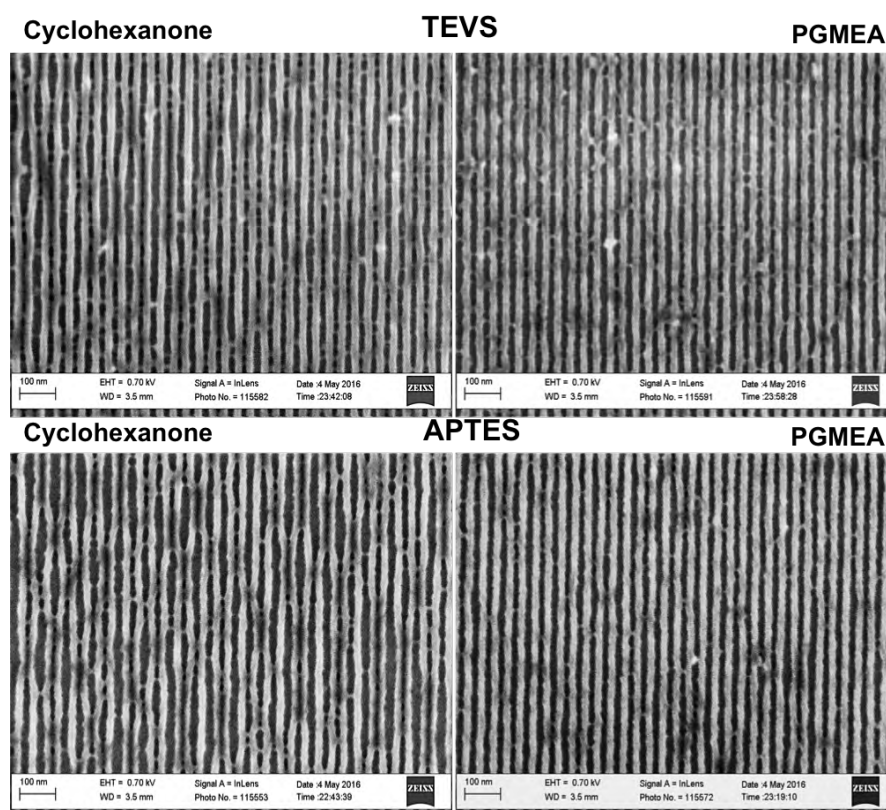 Cyclohexanone TEVS PGMEA
100 nm EHT = 0.70 kV Signal A = InLens Date :4 May 2016 ZEISS
WD = 3.5 mm Photo No. = 115582 Time :23:42:08
100 nm EHT = 0.70 kV Signal A = InLens Date :4 May 2016 ZEISS
WD = 3.5 mm Photo No. = 115591 Time :23:58:28
Cyclohexanone APTES PGMEA
100 nm EHT = 0.70 kV Signal A = InLens Date :4 May 2016 ZEISS
WD = 3.5 mm Photo No. = 115553 Time :22:43:39
100 nm EHT = 0.70 kV Signal A = InLens Date :4 May 2016 ZEISS
WD = 3.5 mm Photo No. = 115572 Time :23:19:10